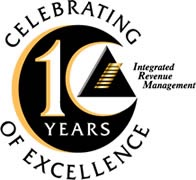 CELEBRATING
10
YEARS
OF EXCELLENCE
Integrated
Revenue
Management